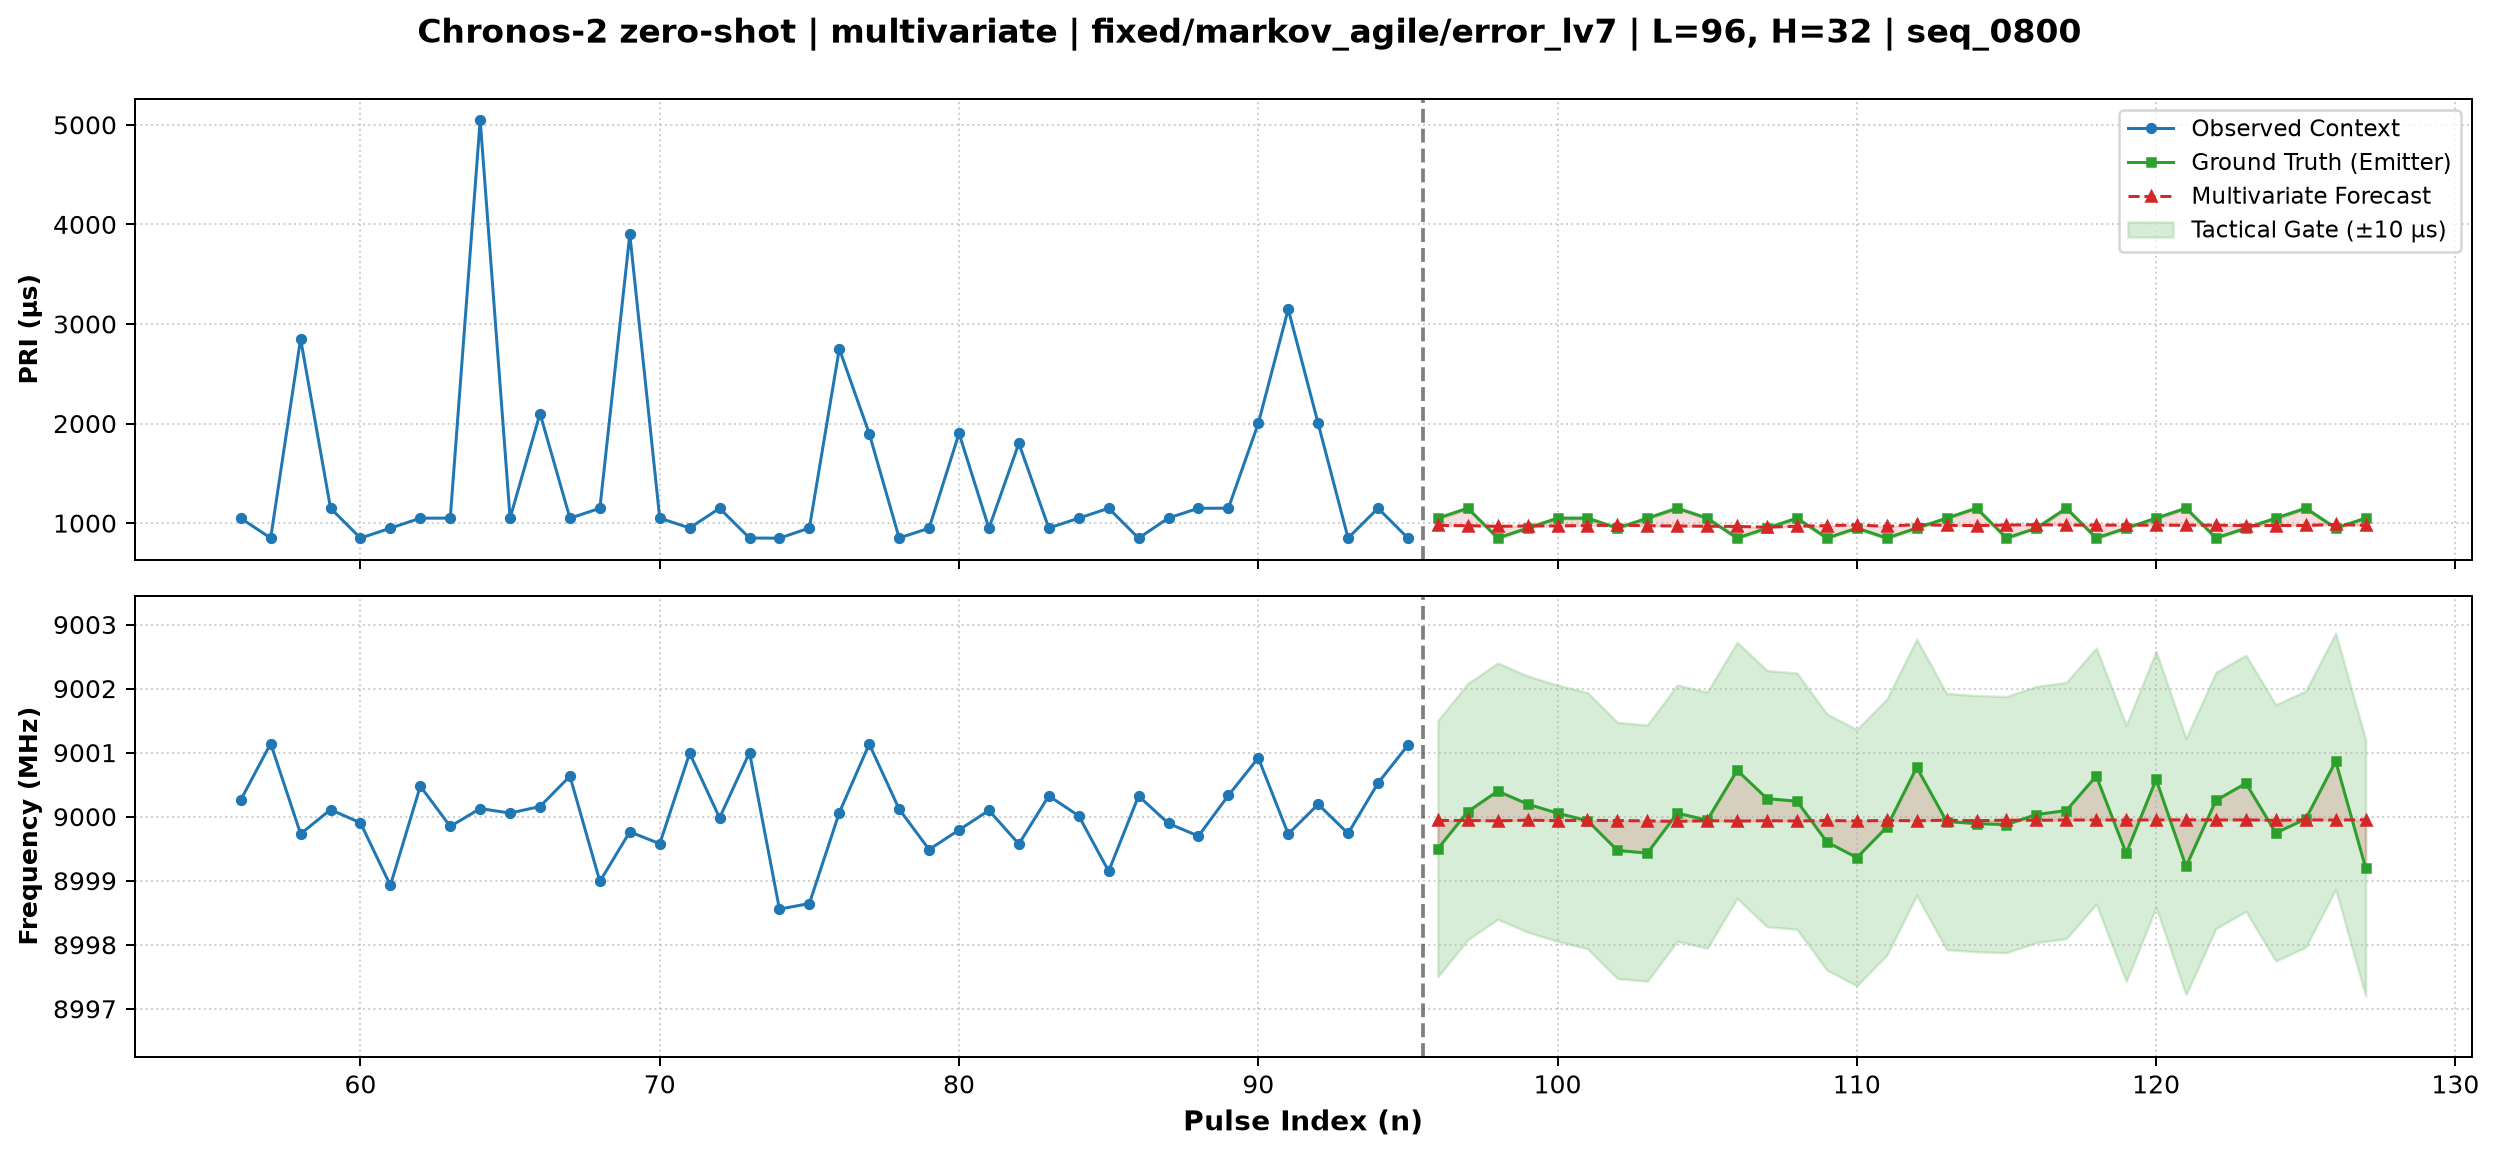 Chronos-2 zero-shot | multivariate | fixed/markov_agile/error_lv7 | L=96, H=32 | seq_0800
PRI (µs)
5000
4000
3000
2000
1000
Observed Context
Ground Truth (Emitter)
Multivariate Forecast
Tactical Gate (±10 µs)
Frequency (MHz)
9003
9002
9001
9000
8999
8998
8997
60 70 80 90 100 110 120 130
Pulse Index (n)